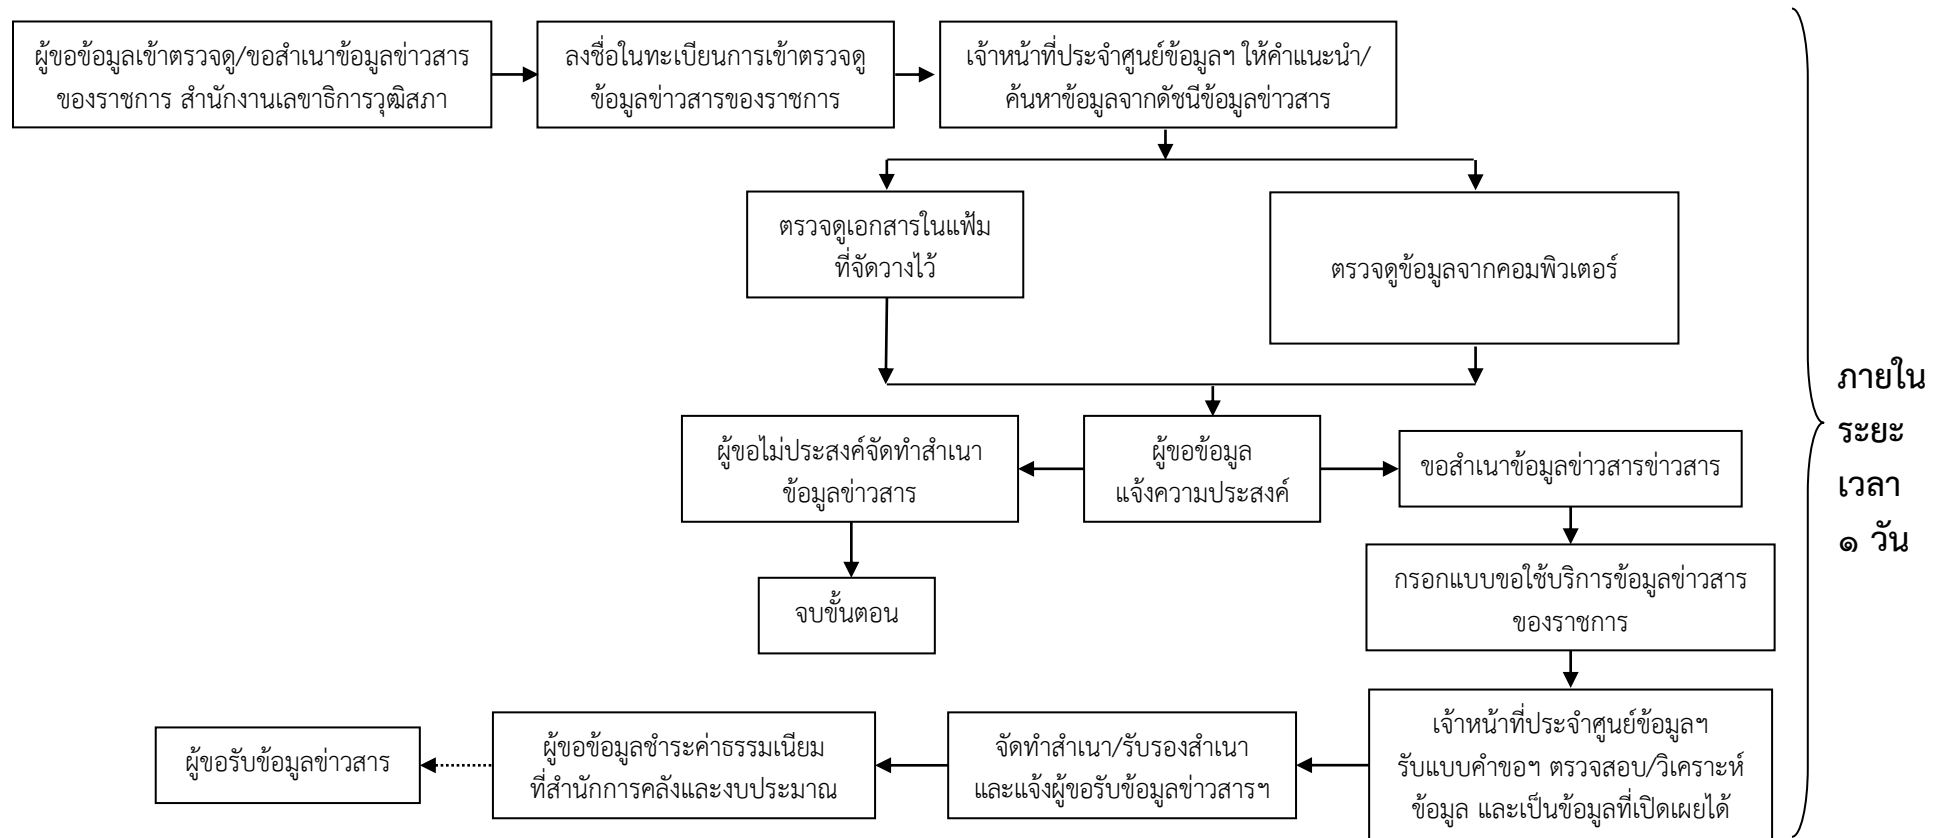 ผู้ขอข้อมูลเข้าตรวจดู/ขอสำเนาข้อมูลข่าวสาร
ของราชการ สำนักงานเลขาธิการวุฒิสภา
ลงชื่อในทะเบียนการเข้าตรวจดู
ข้อมูลข่าวสารของราชการ
เจ้าหน้าที่ประจำศูนย์ข้อมูลฯ ให้คำแนะนำ/
ค้นหาข้อมูลจากดัชนีข้อมูลข่าวสาร
ตรวจดูเอกสารในแฟ้ม
ที่จัดวางไว้
ตรวจดูข้อมูลจากคอมพิวเตอร์
ผู้ขอไม่ประสงค์จัดทำสำเนา
ข้อมูลข่าวสาร
ผู้ขอข้อมูล
แจ้งความประสงค์
ขอสำเนาข้อมูลข่าวสารข่าวสาร
จบขั้นตอน
กรอกแบบขอใช้บริการข้อมูลข่าวสาร
ของราชการ
เจ้าหน้าที่ประจำศูนย์ข้อมูลฯ
รับแบบคำขอฯ ตรวจสอบ/วิเคราะห์
ข้อมูล และเป็นข้อมูลที่เปิดเผยได้
จัดทำสำเนา/รับรองสำเนา
และแจ้งผู้ขอรับข้อมูลข่าวสารฯ
ผู้ขอข้อมูลชำระค่าธรรมเนียม
ที่สำนักการคลังและงบประมาณ
ผู้ขอรับข้อมูลข่าวสาร
ภายใน
ระยะ
เวลา
๑ วัน